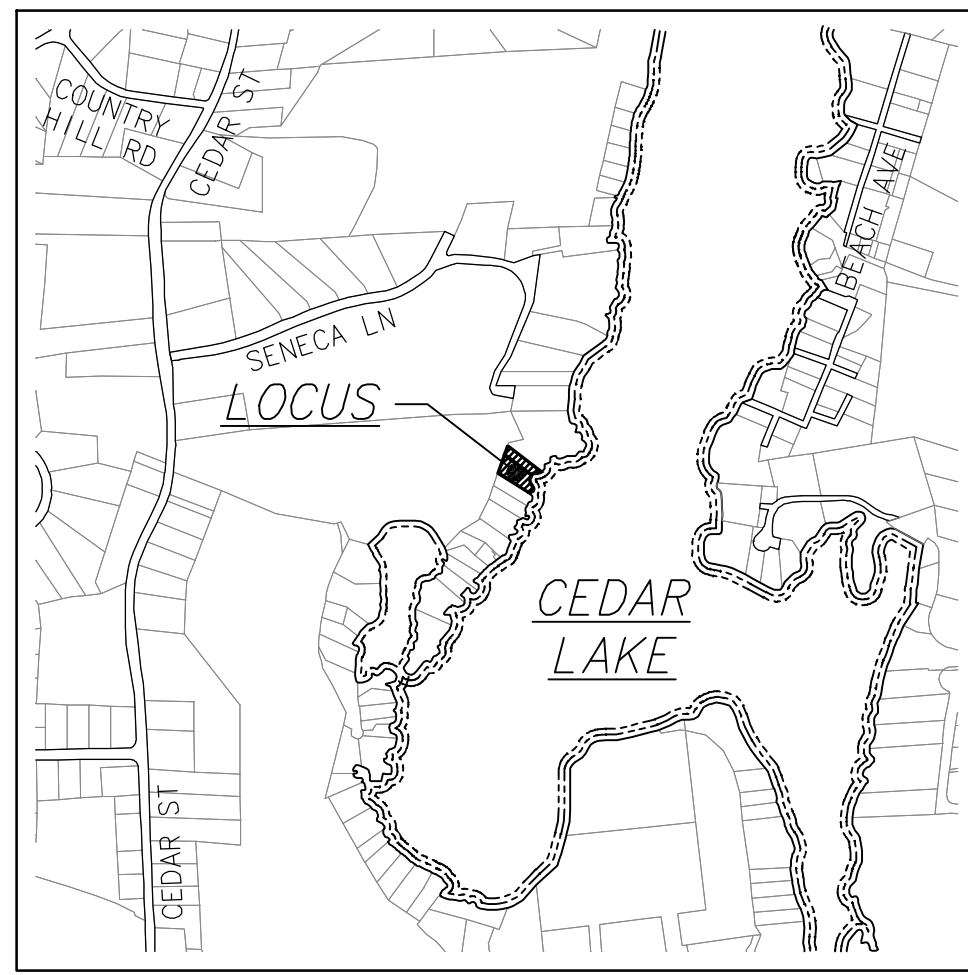 COUNTRY
HILL RD
CEDAR ST
BEACH AVE
SENECA LN
LOCUS
CEDAR
LAKE
CEDAR ST